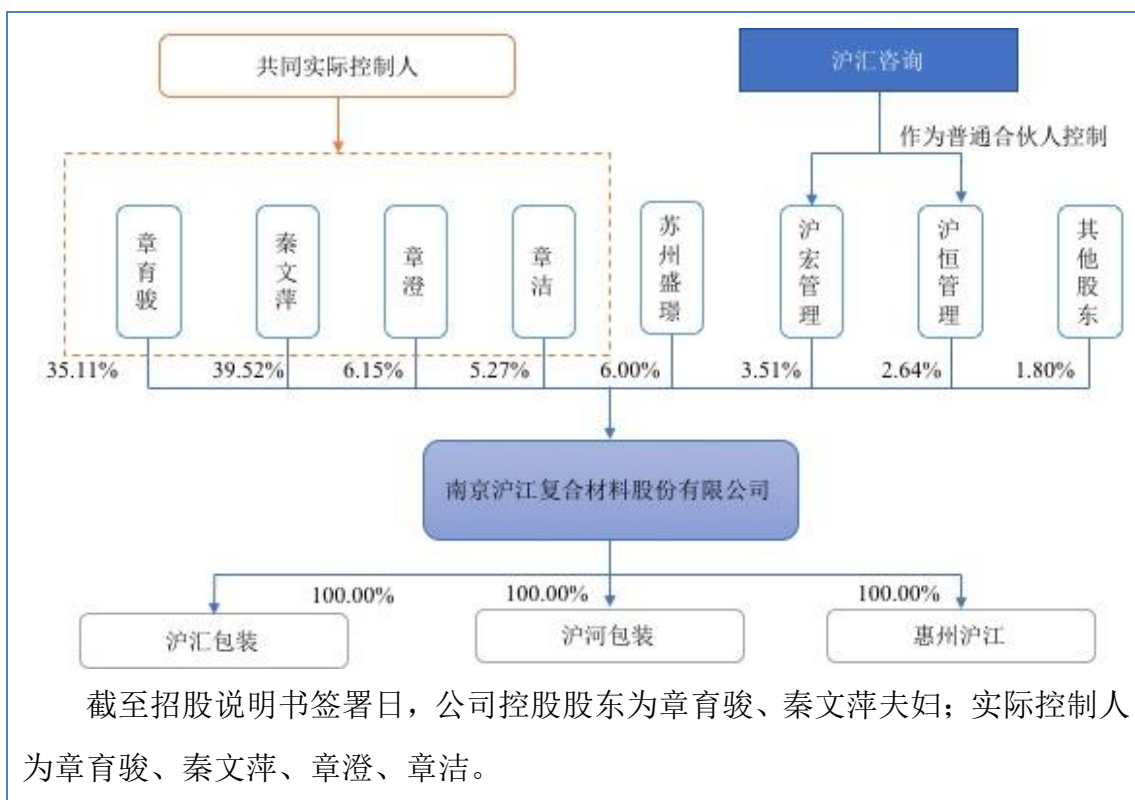 共同实际控制人
沪汇咨询
作为普通合伙人控制
章育骏
秦文萍
章澄
章洁
苏州盛璟
沪宏管理
沪恒管理
其他股东
35.11%
39.52%
6.15%
5.27%
6.00%
3.51%
2.64%
1.80%
南京沪江复合材料股份有限公司
100.00%
100.00%
100.00%
沪汇包装
沪河包装
惠州沪江
截至招股说明书签署日，公司控股股东为章育骏、秦文萍夫妇；实际控制人
为章育骏、秦文萍、章澄、章洁。